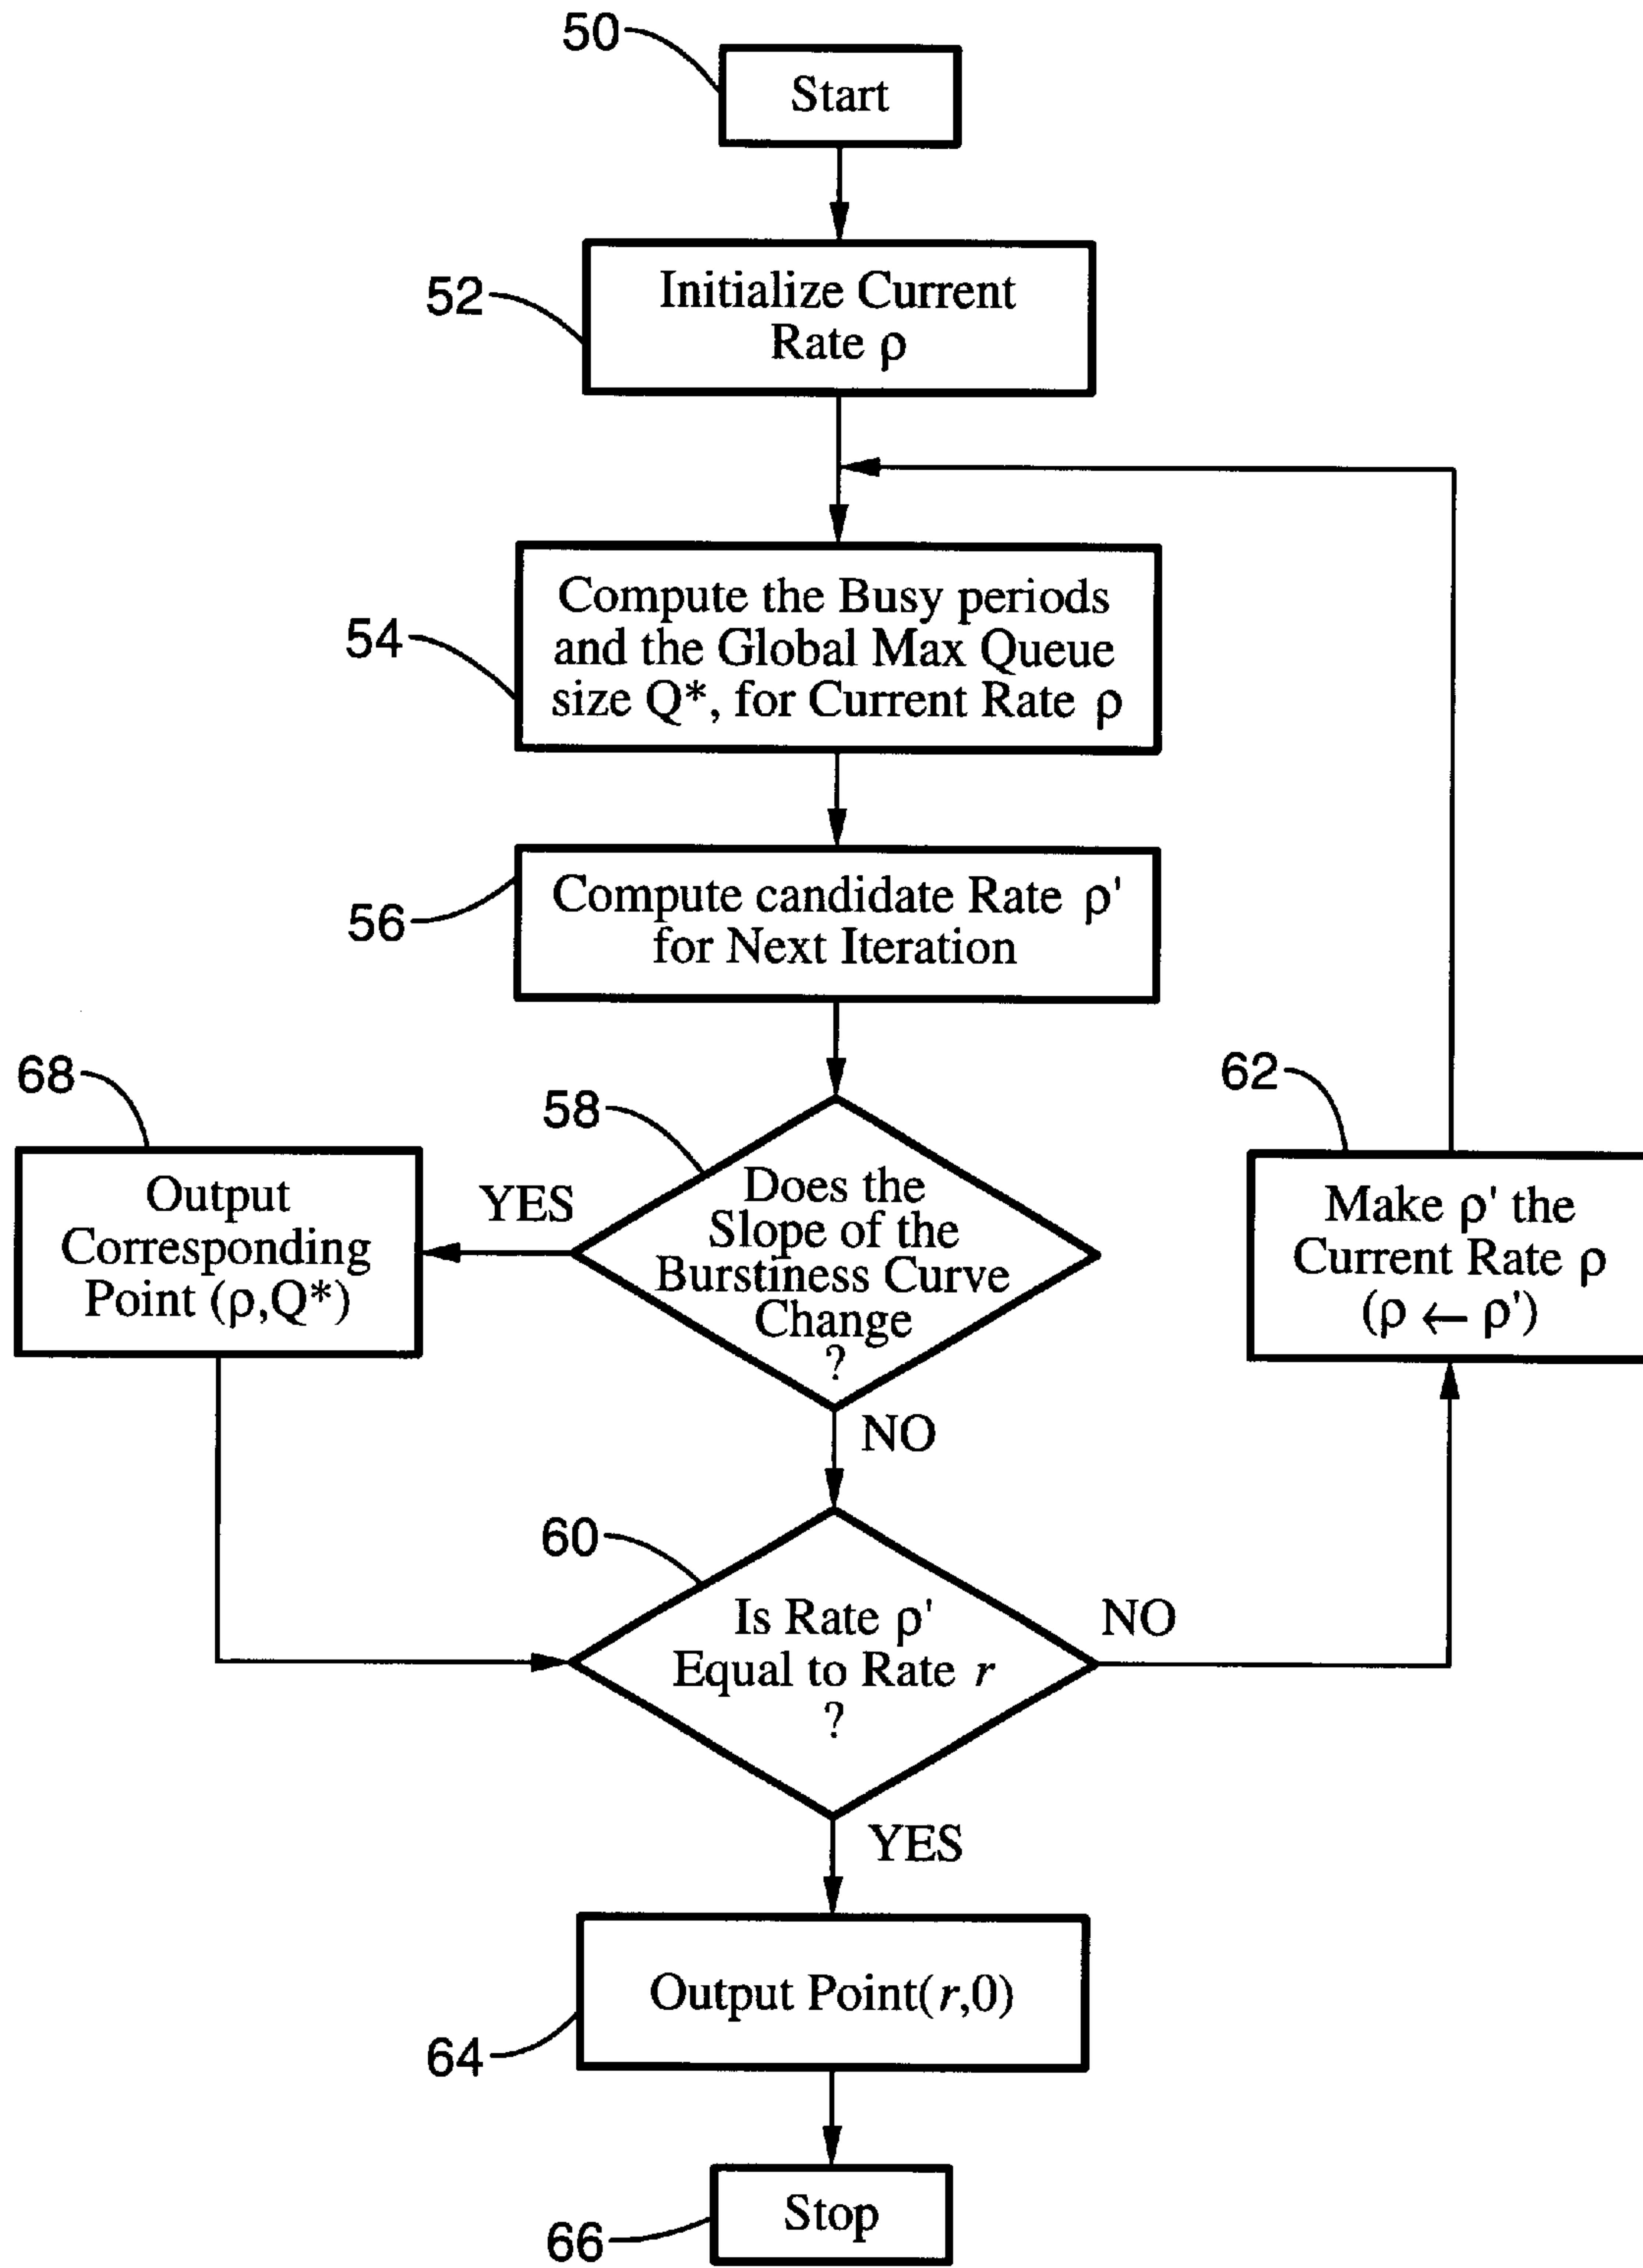 50
Start
52
Initialize Current
Rate ρ
54
Compute the Busy periods
and the Global Max Queue
size Q*, for Current Rate ρ
56
Compute candidate Rate ρ'
for Next Iteration
68
Output
Corresponding
Point (ρ,Q*)
YES
58
Does the
Slope of the
Burstiness Curve
Change
?
NO
62
Make ρ' the
Current Rate ρ
(ρ ← ρ')
60
Is Rate ρ'
Equal to Rate r
?
NO
YES
64
Output Point(r,0)
66
Stop